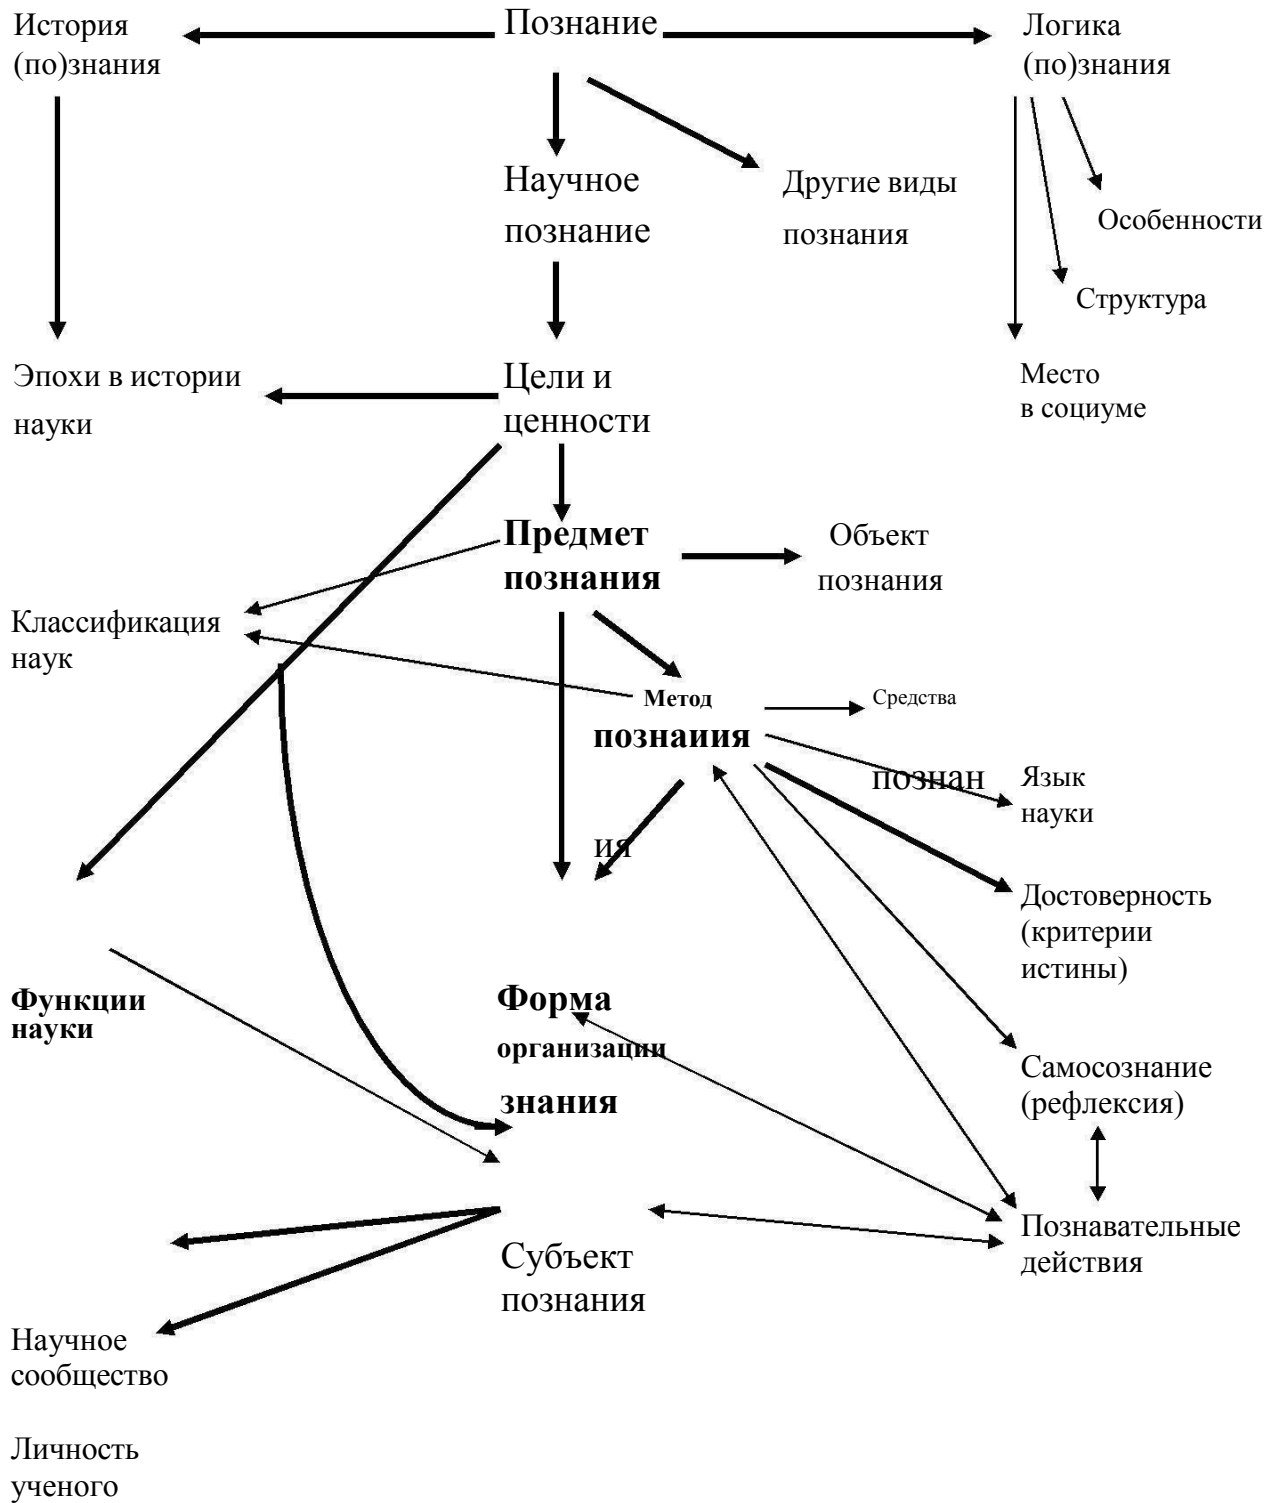 История
(по)знания
Познание
Логика
(по)знания
Научное
познание
Другие виды
познания
Особенности
Структура
Эпохи в истории
науки
Цели и
ценности
Место
в социуме
Предмет
познания
Объект
познания
Классификация
наук
Метод
познаиия
Средства
познан
ия
Язык
науки
Достоверность
(критерии
истины)
Функции
науки
Форма
организации
знания
Самосознание
(рефлексия)
Субъект
познания
Познавательные
действия
Научное
сообщество
Личность
ученого